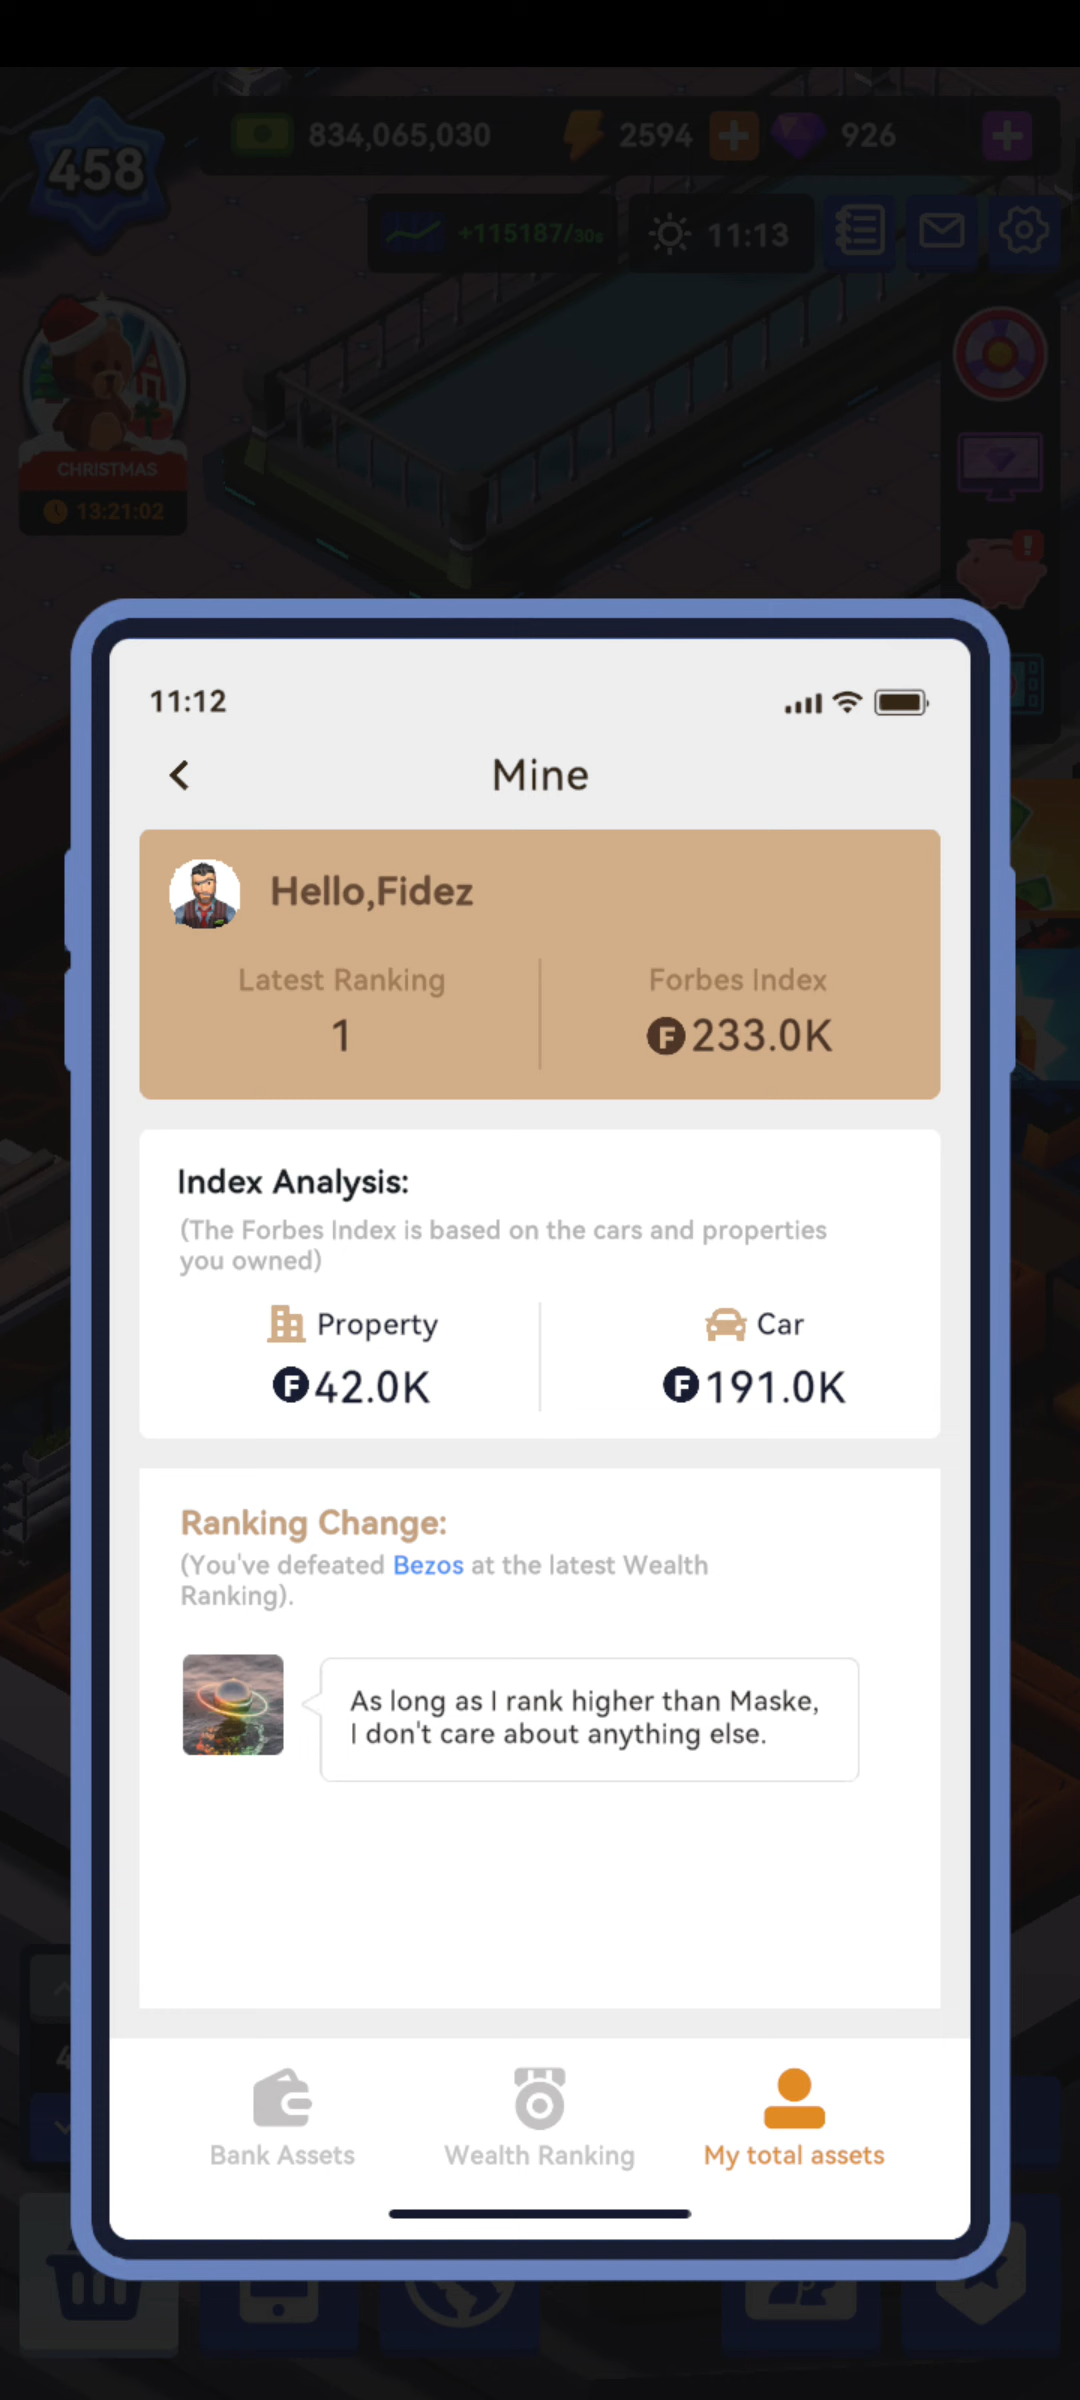 458
834,065,030
2594
926
+115187/30s
11:13
CHRISTMAS
13:21:02
11:12
Mine
Hello,Fidez
Latest Ranking
Forbes Index
1
F 233.0K
Index Analysis:
(The Forbes Index is based on the cars and properties
you owned)
Property
Car
F 42.0K
F 191.0K
Ranking Change:
(You've defeated Bezos at the latest Wealth
Ranking).
As long as I rank higher than Maske,
I don't care about anything else.
Bank Assets
Wealth Ranking
My total assets